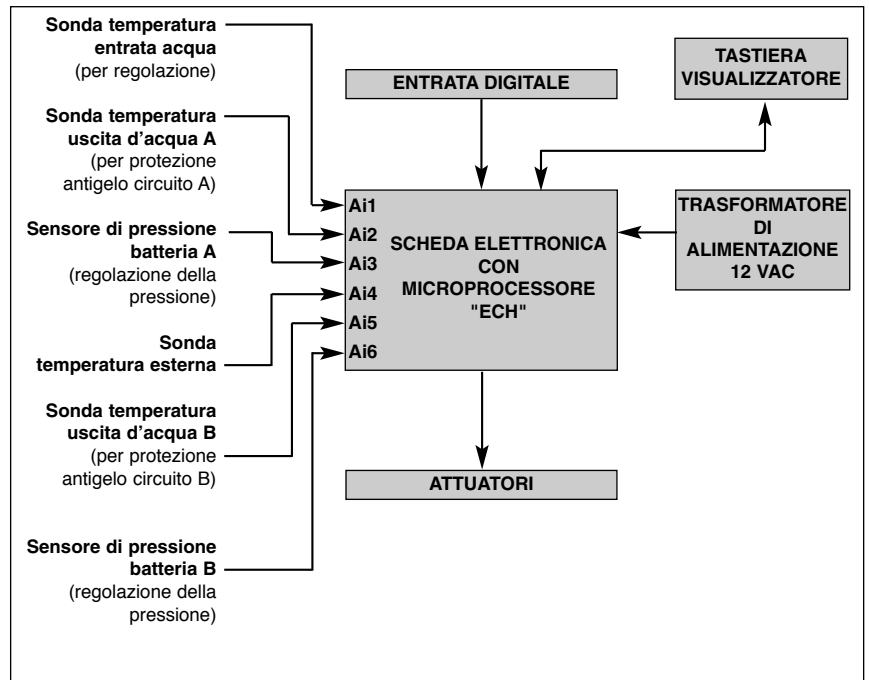 Sonda temperatura
entrata acqua
(per regolazione)
Sonda temperatura
uscita d'acqua A
(per protezione
antigelo circuito A)
Sensore di pressione
batteria A
(regolazione della
pressione)
Sonda
temperatura esterna
Sonda temperatura
uscita d'acqua B
(per protezione
antigelo circuito B)
Sensore di pressione
batteria B
(regolazione della
pressione)
ENTRATA DIGITALE
Ai1
Ai2
Ai3
Ai4
Ai5
Ai6
SCHEDA ELETTRONICA
CON
MICROPROCESSORE
"ECH"
ATTUATORI
TASTIERA
VISUALIZZATORE
TRASFORMATORE
DI
ALIMENTAZIONE
12 VAC